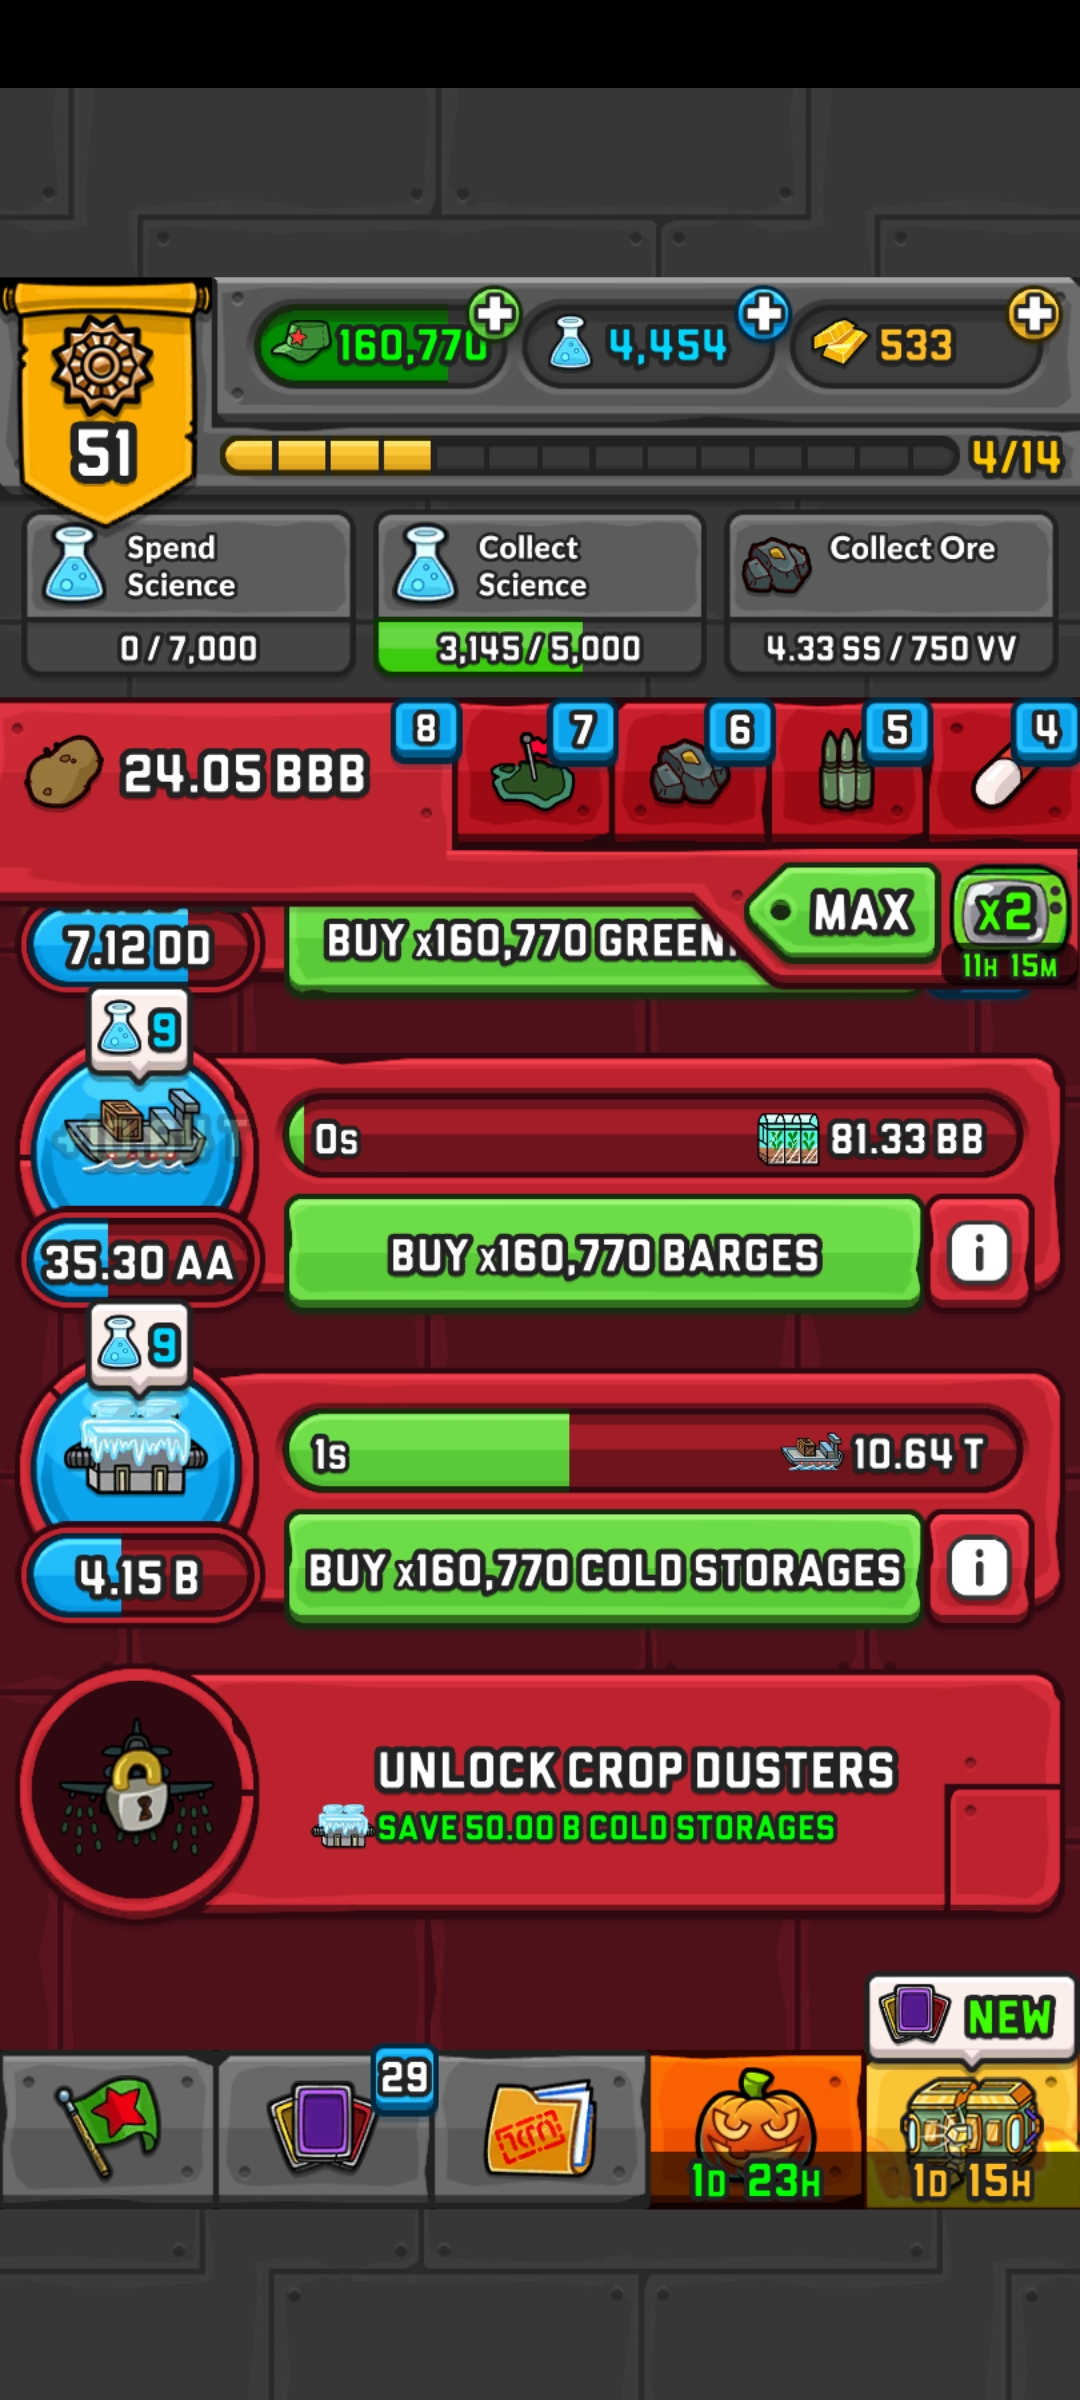 160,770
4,454
533
51
4/14
Spend
Science
0 / 7,000
Collect
Science
3,145 / 5,000
Collect Ore
4.33 SS / 750 VV
24.05 BBB
8
7
6
5
4
MAX
x2
11H 15M
7.12 DD
BUY x160,770
9
0s
81.33 BB
35.30 AA
BUY x160,770 BARGES
i
9
1s
10.64 T
4.15 B
BUY x160,770 COLD STORAGES
i
UNLOCK CROP DUSTERS
SAVE 50.00 B COLD STORAGES
NEW
29
1D 23H
1D 15H